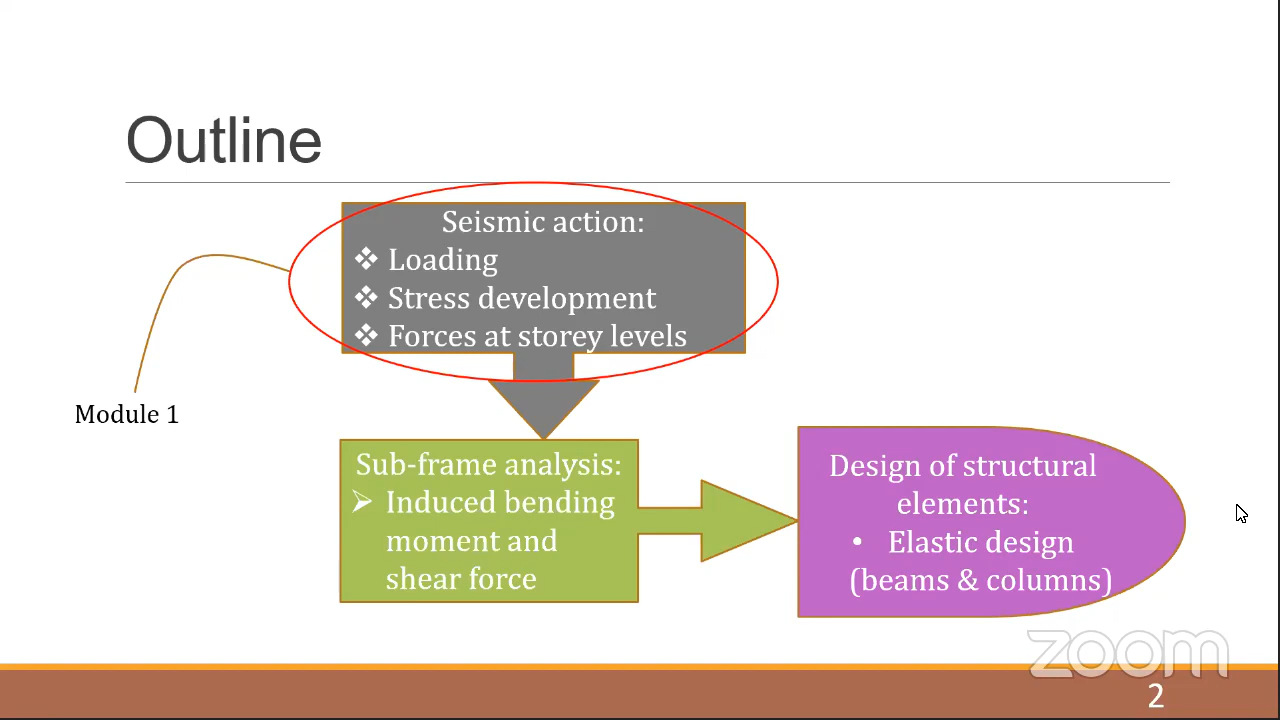 Outline
Seismic action:
❖ Loading
❖ Stress development
❖ Forces at storey levels
Module 1
Sub-frame analysis:
➢ Induced bending
moment and
shear force
Design of structural
elements:
• Elastic design
(beams & columns)
zoom
2